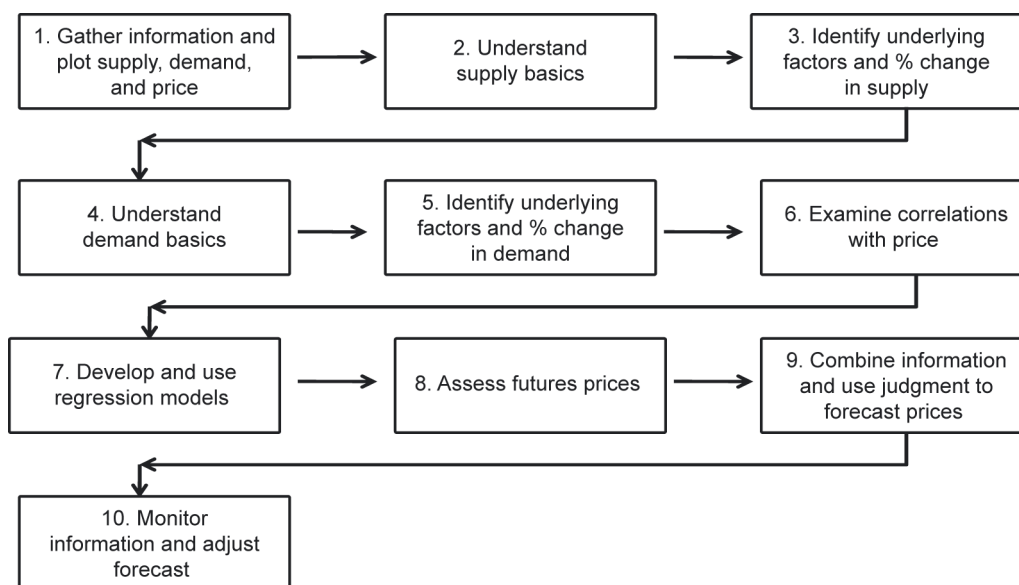 1. Gather information and
plot supply, demand,
and price
2. Understand
supply basics
3. Identify underlying
factors and % change
in supply
4. Understand
demand basics
5. Identify underlying
factors and % change
in demand
6. Examine correlations
with price
7. Develop and use
regression models
8. Assess futures prices
9. Combine information
and use judgment to
forecast prices
10. Monitor
information and adjust
forecast